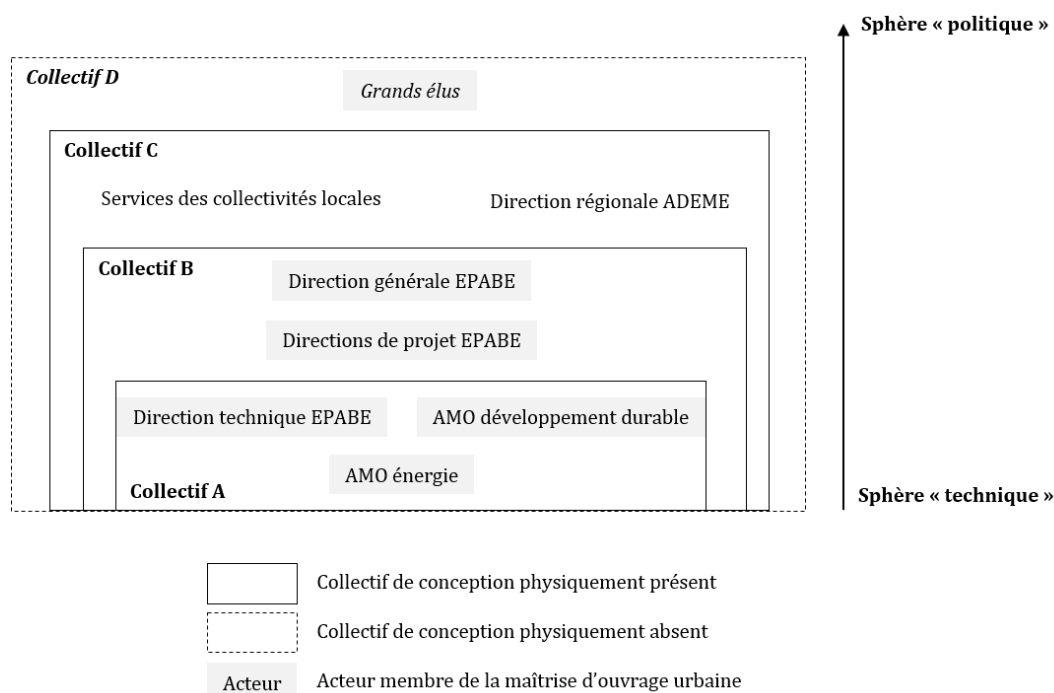 Sphère « politique »
Collectif D
Grands élus
Collectif C
Services des collectivités locales
Direction régionale ADEME
Collectif B
Direction générale EPABE
Directions de projet EPABE
Direction technique EPABE
AMO développement durable
AMO énergie
Collectif A
Sphère « technique »
Collectif de conception physiquement présent
Collectif de conception physiquement absent
Acteur
Acteur membre de la maîtrise d'ouvrage urbaine